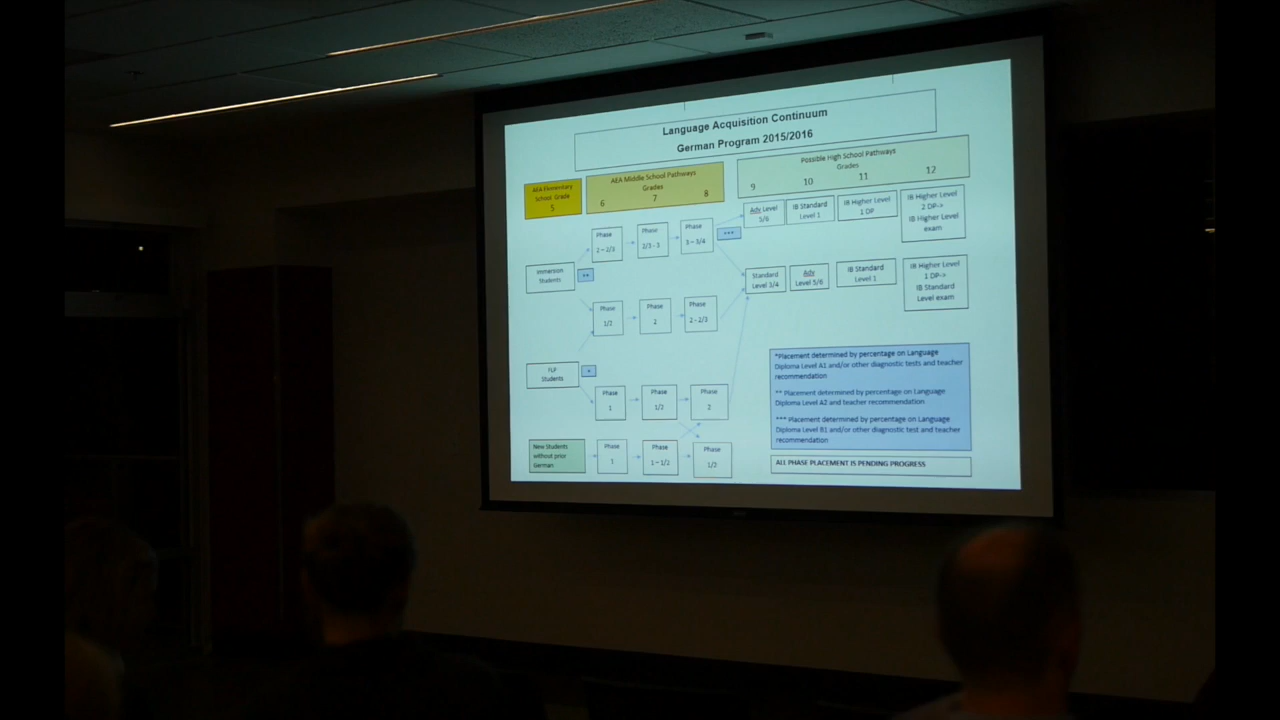 Language Acquisition Continuum
German Program 2015/2016
AEA Elementary
School Grade
5
AEA Middle School Pathways
Grades
6 7 8
Possible High School Pathways
Grades
9 10 11 12
Immersion
Students
**
Phase
2 – 2/3
Phase
2/3 - 3
Phase
3 – 3/4
***
Adv Level
5/6
IB Standard
Level 1
IB Higher Level
1 DP
IB Higher Level
2 DP->
IB Higher Level
exam
Phase
1/2
Phase
2
Phase
2 - 2/3
Standard
Level 3/4
Adv
Level 5/6
IB Standard
Level 1
IB Higher Level
1 DP->
IB Standard
Level exam
FLP
Students
*
Phase
1
Phase
1/2
Phase
2
New Students
without prior
German
Phase
1
Phase
1 – 1/2
Phase
1/2
*Placement determined by percentage on Language
Diploma Level A1 and/or other diagnostic tests and teacher
recommendation
** Placement determined by percentage on Language
Diploma Level A2 and teacher recommendation
*** Placement determined by percentage on Language
Diploma Level B1 and/or other diagnostic test and teacher
recommendation
ALL PHASE PLACEMENT IS PENDING PROGRESS